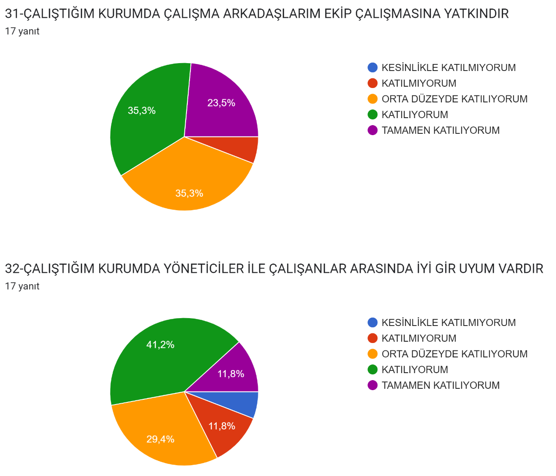 31-ÇALIŞTIĞIM KURUMDA ÇALIŞMA ARKADAŞLARIM EKİP ÇALIŞMASINA YATKINDIR
17 yanıt
35,3%
23,5%
35,3%
KESİNLİKLE KATILMIYORUM
KATILMIYORUM
ORTA DÜZEYDE KATILIYORUM
KATILIYORUM
TAMAMEN KATILIYORUM
32-ÇALIŞTIĞIM KURUMDA YÖNETİCİLER İLE ÇALIŞANLAR ARASINDA İYİ GİR UYUM VARDIR
17 yanıt
41,2%
11,8%
11,8%
29,4%
KESİNLİKLE KATILMIYORUM
KATILMIYORUM
ORTA DÜZEYDE KATILIYORUM
KATILIYORUM
TAMAMEN KATILIYORUM